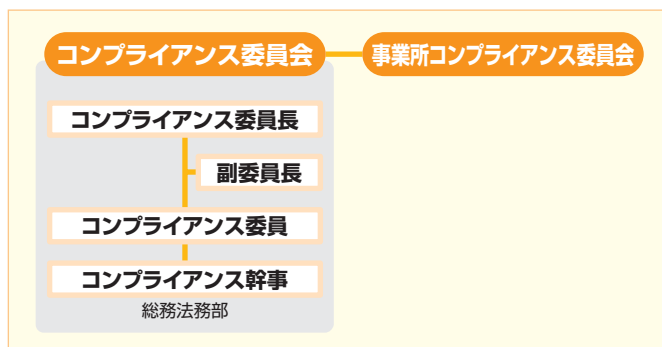 コンプライアンス委員会
事業所コンプライアンス委員会
コンプライアンス委員長
副委員長
コンプライアンス委員
コンプライアンス幹事
総務法務部